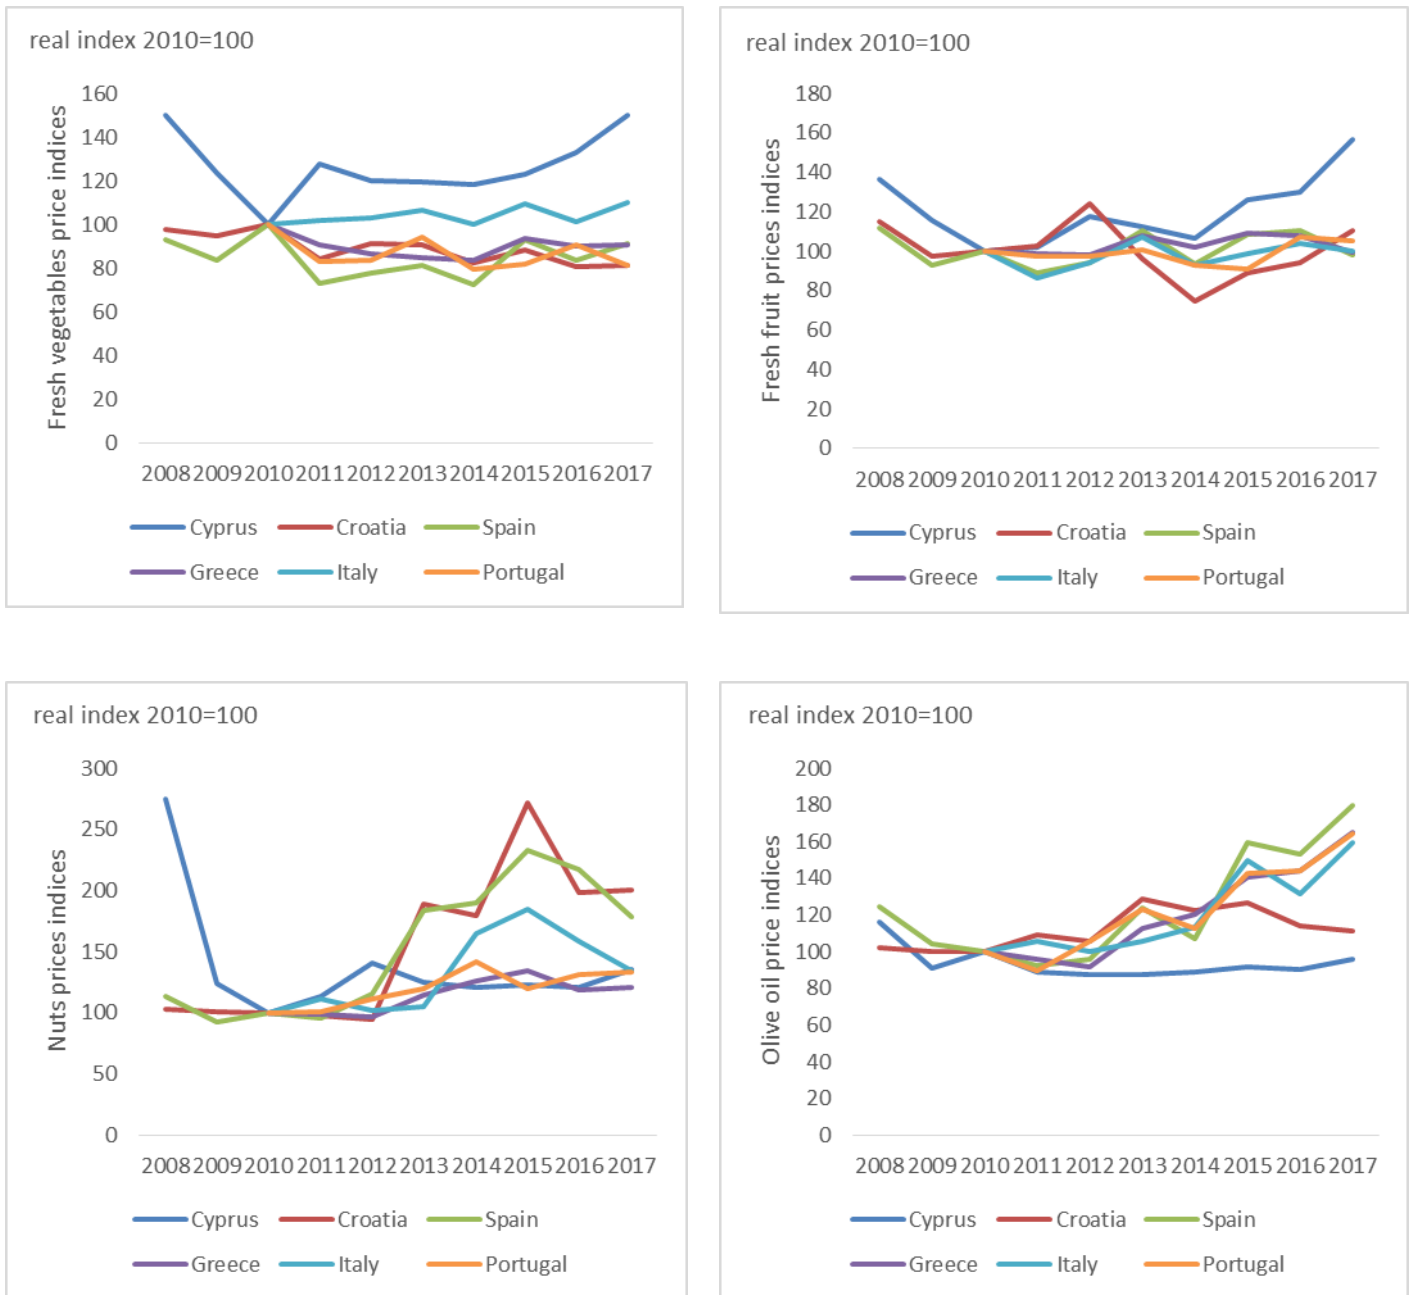 real index 2010=100
Fresh vegetables price indices
160
140
120
100
80
60
40
20
0
2008 2009 2010 2011 2012 2013 2014 2015 2016 2017
Cyprus Croatia Spain
Greece Italy Portugal
real index 2010=100
Fresh fruit prices indices
180
160
140
120
100
80
60
40
20
0
2008 2009 2010 2011 2012 2013 2014 2015 2016 2017
Cyprus Croatia Spain
Greece Italy Portugal
real index 2010=100
Nuts prices indices
300
250
200
150
100
50
0
2008 2009 2010 2011 2012 2013 2014 2015 2016 2017
Cyprus Croatia Spain
Greece Italy Portugal
real index 2010=100
Olive oil price indices
200
180
160
140
120
100
80
60
40
20
0
2008 2009 2010 2011 2012 2013 2014 2015 2016 2017
Cyprus Croatia Spain
Greece Italy Portugal